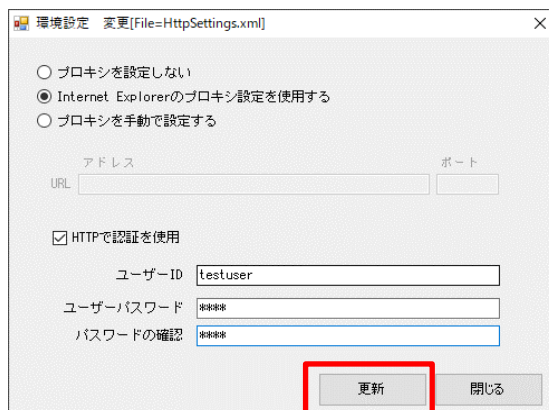 環境設定　変更[File=HttpSettings.xml]
プロキシを設定しない
Internet Explorerのプロキシ設定を使用する
プロキシを手動で設定する
アドレス ポート
URL
HTTPで認証を使用
ユーザーID testuser
ユーザーパスワード ****
パスワードの確認 ****
更新 閉じる